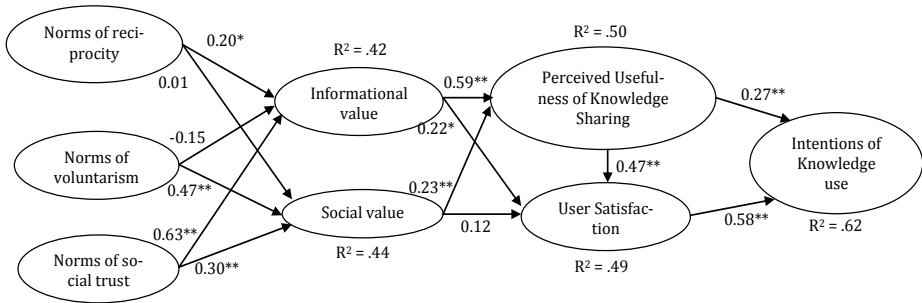 Norms of reci-
procity
0.20*
0.01
Norms of
voluntarism
-0.15
0.47**
Norms of so-
cial trust
0.63**
0.30**
R² = .42
Informational
value
Social value
R² = .44
0.59**
0.22*
0.23**
0.12
R² = .50
Perceived Useful-
ness of Knowledge
Sharing
0.47**
User Satisfac-
tion
R² = .49
0.27**
0.58**
Intentions of
Knowledge
use
R² = .62